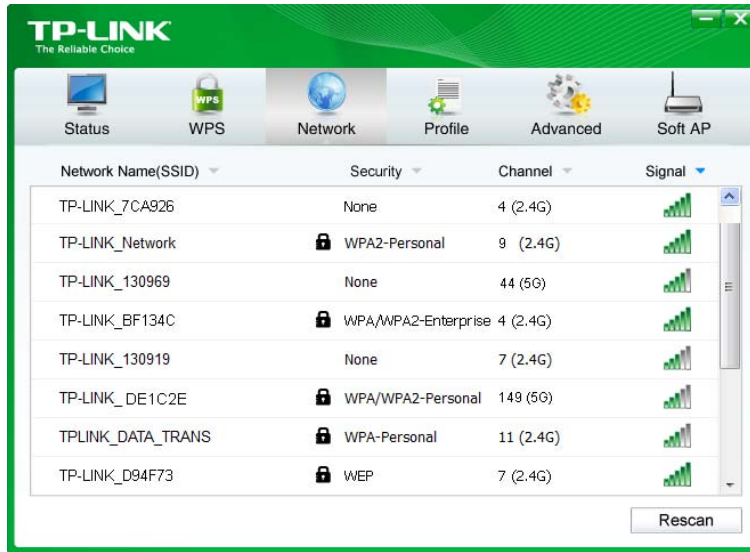 TP-LINK
The Reliable Choice
WPS
Status WPS Network Profile Advanced Soft AP
Network Name(SSID) Security Channel Signal
TP-LINK_7CA926 None 4 (2.4G)
TP-LINK_Network WPA2-Personal 9 (2.4G)
TP-LINK_130969 None 44 (5G)
TP-LINK_BF134C WPA/WPA2-Enterprise 4 (2.4G)
TP-LINK_130919 None 7 (2.4G)
TP-LINK_ DE1C2E WPA/WPA2-Personal 149 (5G)
TPLINK_DATA_TRANS WPA-Personal 11 (2.4G)
TP-LINK_D94F73 WEP 7 (2.4G)
Rescan